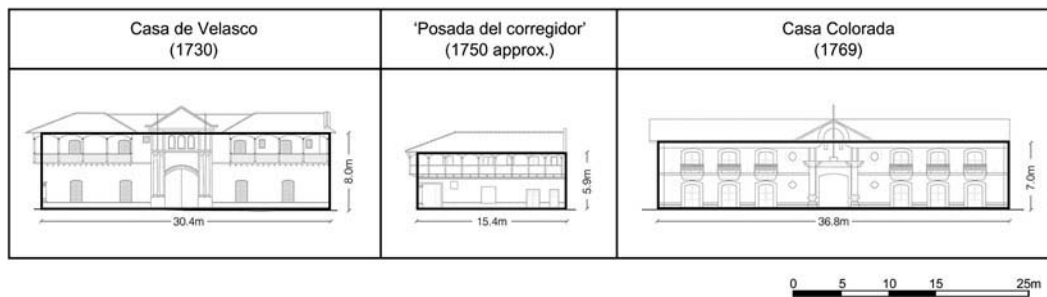 Casa de Velasco
(1730)
‘Posada del corregidor’
(1750 approx.)
Casa Colorada
(1769)
8.0m
30.4m
5.9m
15.4m
7.0m
36.8m
0 5 10 15 25m